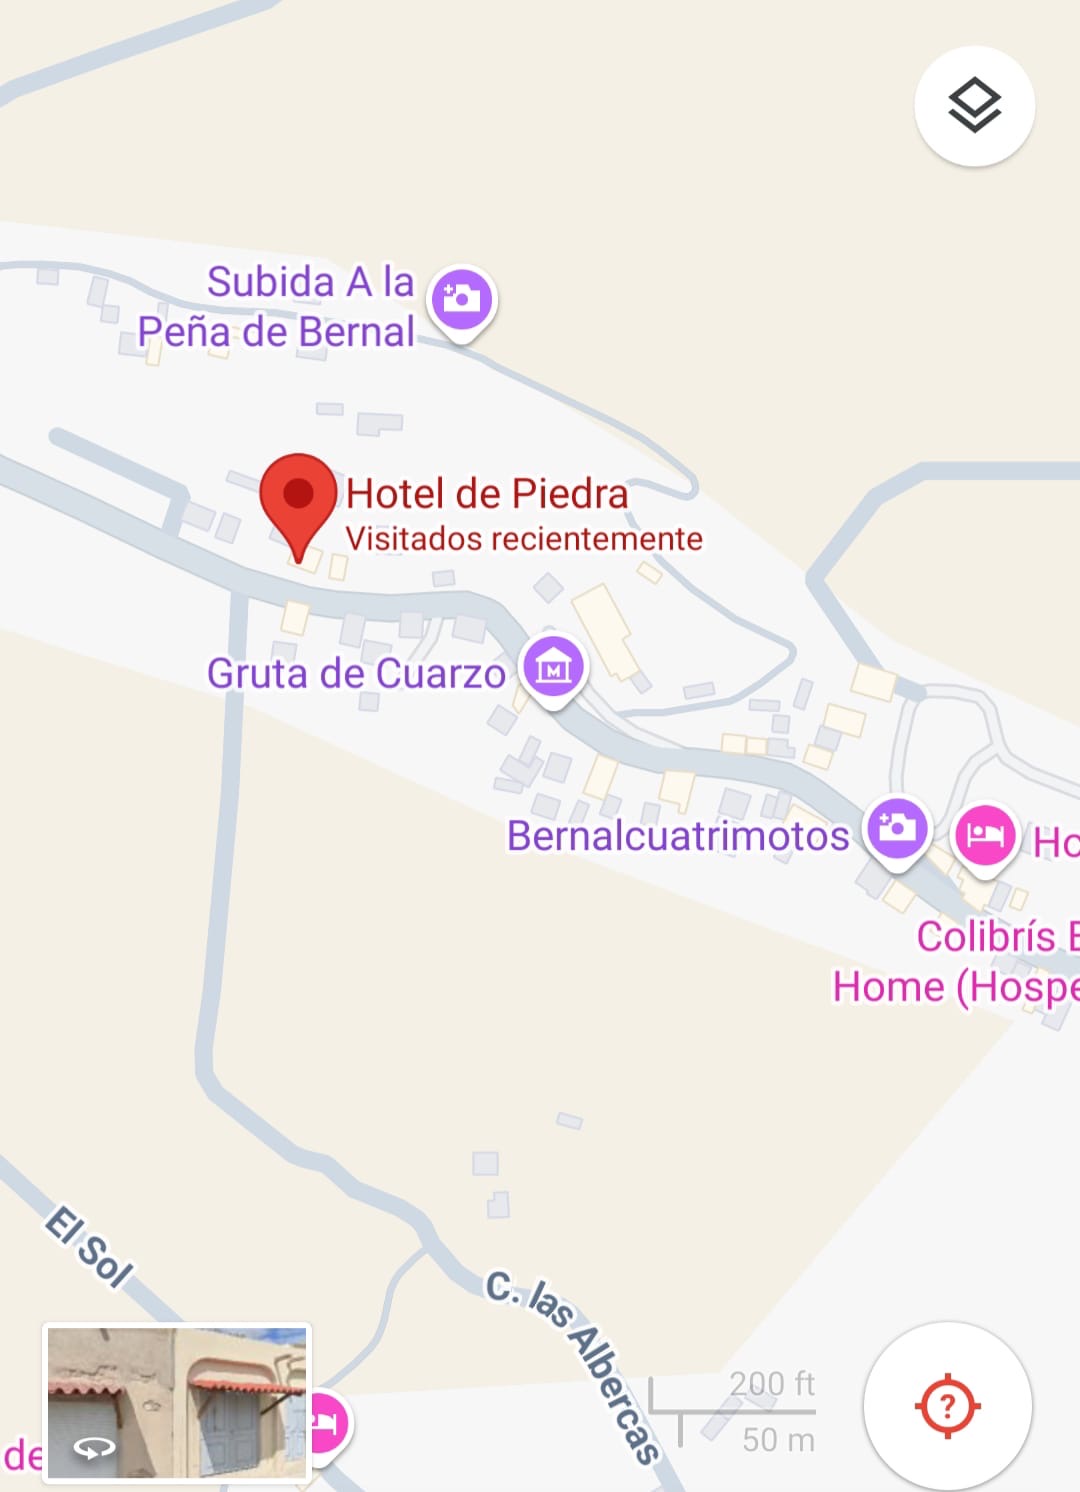 Subida A la
Peña de Bernal
Hotel de Piedra
Visitados recientemente
Gruta de Cuarzo
M
Bernalcuatrimotos
Ho
Colibrís
Home (Hospe
El Sol
C. las Albercas
200 ft
50 m
?
de